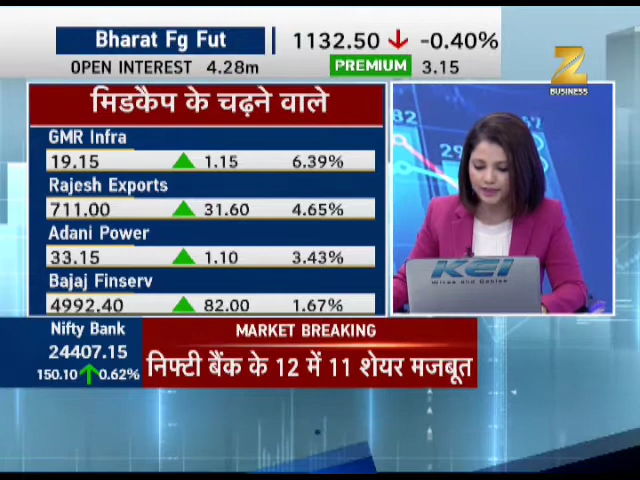 Bharat Fg Fut 1132.50 -0.40%
OPEN INTEREST 4.28m PREMIUM 3.15
Z
BUSINESS
मिडकैप के चढ़ने वाले
GMR Infra
19.15 1.15 6.39%
Rajesh Exports
711.00 31.60 4.65%
Adani Power
33.15 1.10 3.43%
Bajaj Finserv
4992.40 82.00 1.67%
KEI
Wires and Cables
Nifty Bank
24407.15
150.10 0.62%
MARKET BREAKING
निफ्टी बैंक के 12 में 11 शेयर मजबूत